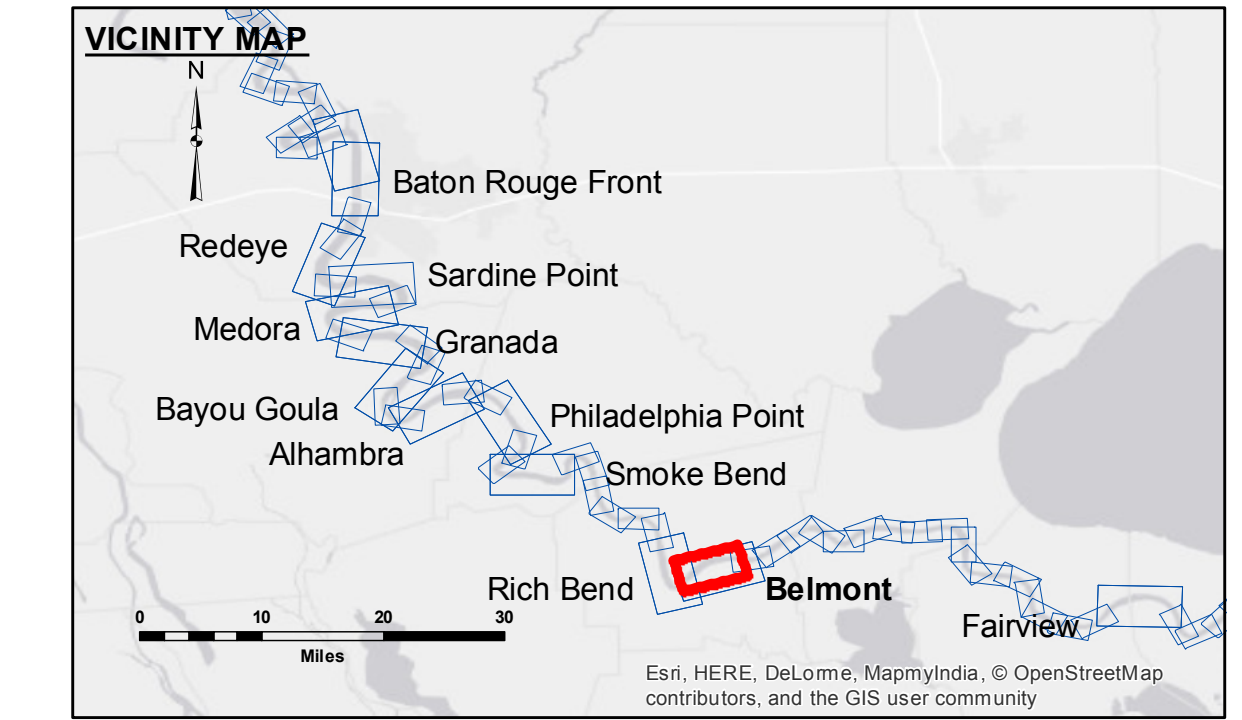 VICINITY MAP
N
Baton Rouge Front
Redeye
Sardine Point
Medora
Granada
Bayou Goula
Philadelphia Point
Alhambra
Smoke Bend
Rich Bend
Belmont
Fairview
0 10 20 30
Miles
Esri, HERE, DeLorme, MapmyIndia, © OpenStreetMap
contributors, and the GIS user community